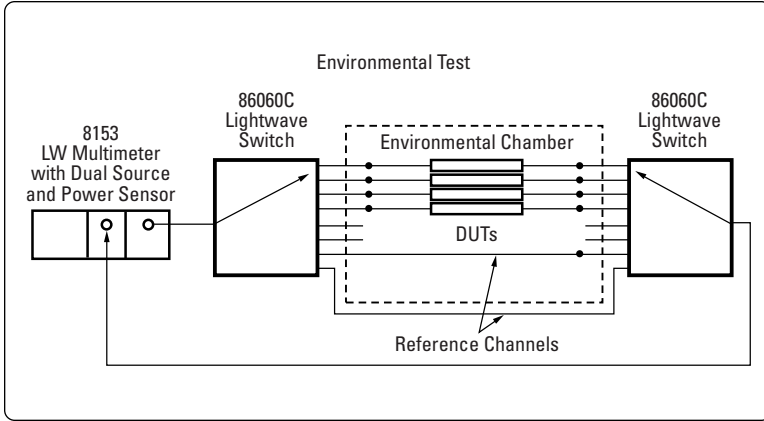 Environmental Test
86060C
Lightwave
Switch
86060C
Lightwave
Switch
8153
LW Multimeter
with Dual Source
and Power Sensor
Environmental Chamber
DUTs
Reference Channels